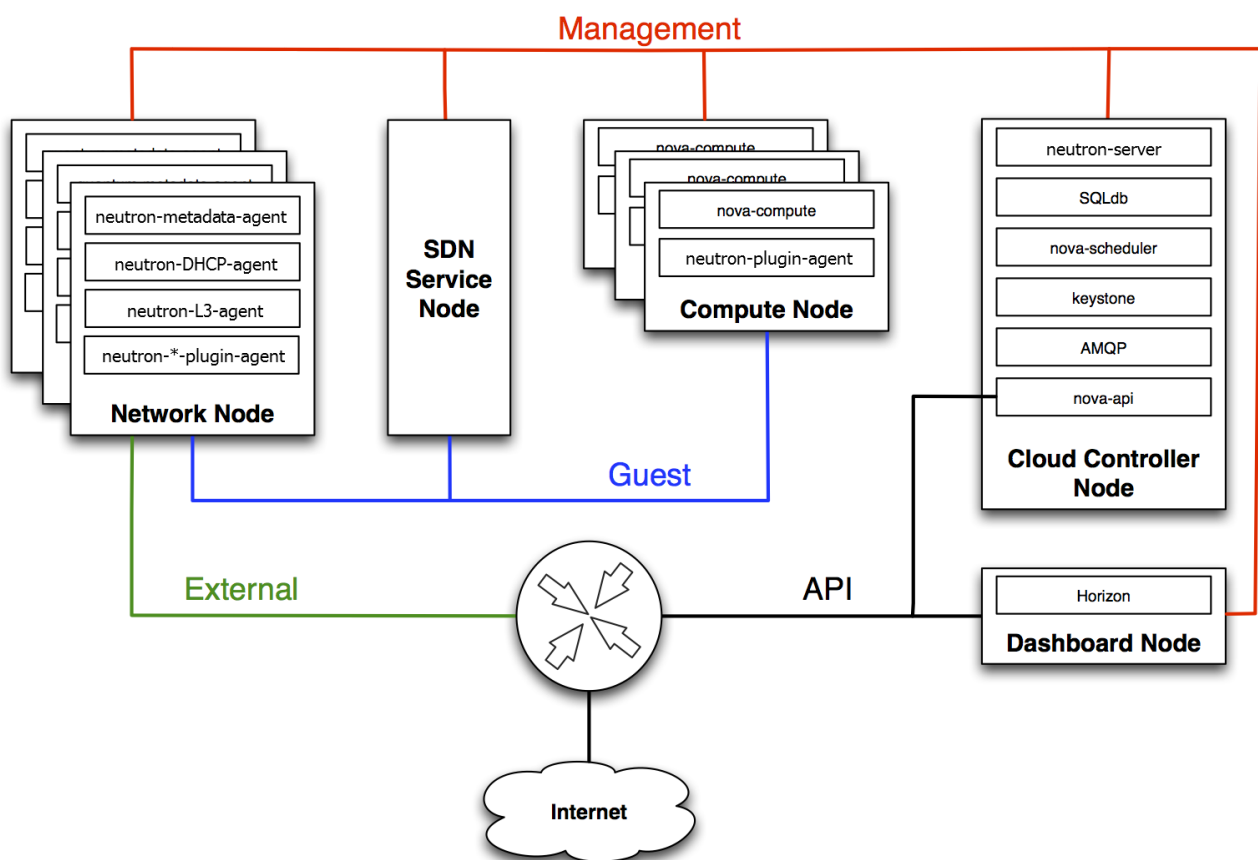 Management
neutron-metadata-agent
neutron-DHCP-agent
neutron-L3-agent
neutron-*-plugin-agent
Network Node
SDN
Service
Node
nova-compute
nova-compute
nova-compute
neutron-plugin-agent
Compute Node
neutron-server
SQLdb
nova-scheduler
keystone
AMQP
nova-api
Cloud Controller
Node
Guest
External
API
Horizon
Dashboard Node
Internet